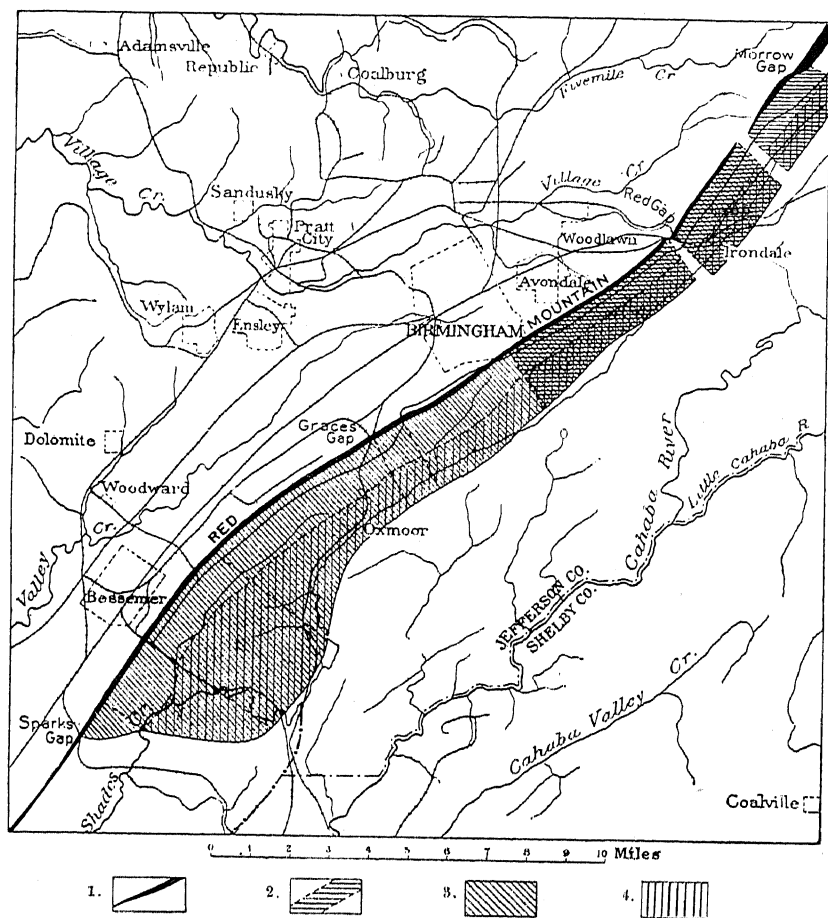 Adamsville
Republic
Coalburg
Morrow
Gap
Fivemile Cr
Village Cr.
Sandusky
Pratt
City
Village Cr.
Red Gap
Woodlawn
Irondale
Avondale
Wylam
Ensley
BIRMINGHAM
RED MOUNTAIN
Graces
Gap
Dolomite
Woodward
Oxmoor
Valley Cr.
Bessemer
Cahaba River
Little Cahaba R
JEFFERSON CO.
SHELBY CO.
Cahaba Valley Cr.
Sparks
Gap
Shades Cr.
Coalville
0 1 2 3 4 5 6 7 8 9 10 Miles
1. 2. 3. 4.